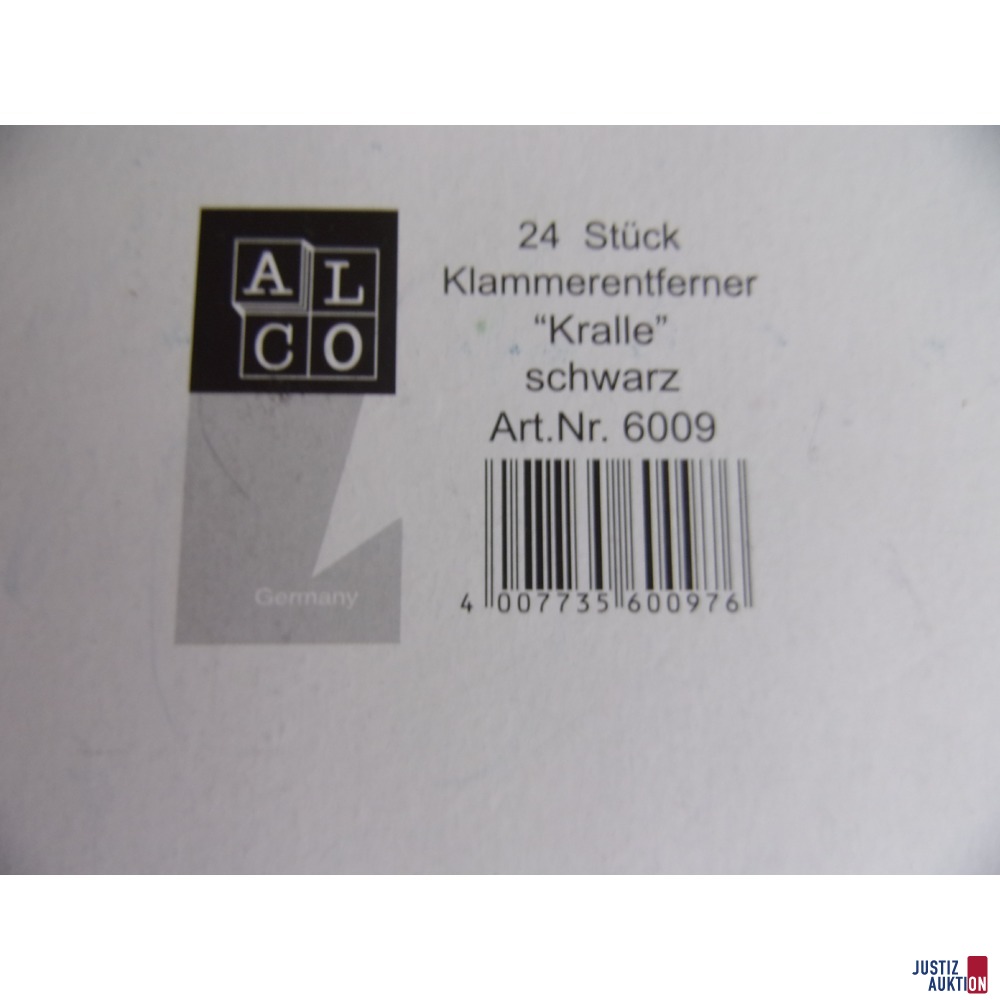 A L
C O
24 Stück
Klammerentferner
“Kralle”
schwarz
Art.Nr. 6009
4 007735 600976
Germany
JUSTIZ
AUKTION